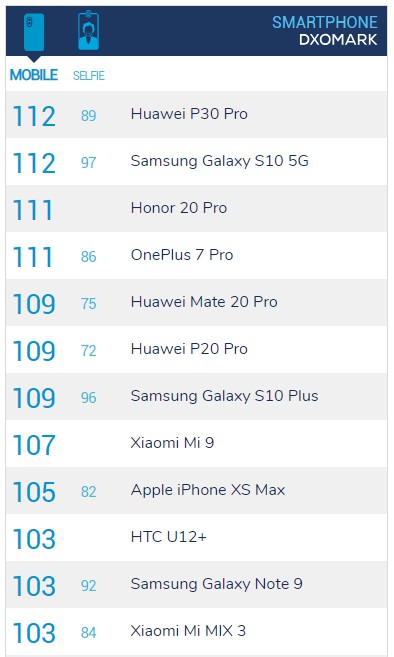 SMARTPHONE
DXOMARK
MOBILE SELFIE
112 89 Huawei P30 Pro
112 97 Samsung Galaxy S10 5G
111 Honor 20 Pro
111 86 OnePlus 7 Pro
109 75 Huawei Mate 20 Pro
109 72 Huawei P20 Pro
109 96 Samsung Galaxy S10 Plus
107 Xiaomi Mi 9
105 82 Apple iPhone XS Max
103 HTC U12+
103 92 Samsung Galaxy Note 9
103 84 Xiaomi Mi MIX 3